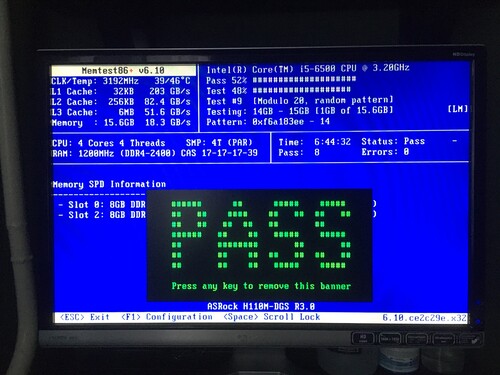 Memtest86+ v6.10
Intel(R) Core(TM) i5-6500 CPU @ 3.20GHz
CLK/Temp: 3192MHz 39/46°C
Pass 52%
L1 Cache: 32KB 203 GB/s
Test 48%
L2 Cache: 256KB 82.4 GB/s
Test #9 [Modulo 20, random pattern]
L3 Cache: 6MB 51.6 GB/s
Testing: 14GB - 15GB [1GB of 15.6GB] [LM]
Memory : 15.6GB 18.3 GB/s
Pattern: 0xf6a183ee - 14
CPU: 4 Cores 4 Threads SMP: 4T (PAR)
Time: 6:44:32 Status: Pass -
RAM: 1200MHz (DDR4-2400) CAS 17-17-17-39
Pass: 8 Errors: 0
Memory SPD Information
- Slot 0: 8GB DDR
- Slot 2: 8GB DDR
PASS
Press any key to remove this banner
ASRock H110M-DGS R3.0
<ESC> Exit <F1> Configuration <Space> Scroll Lock 6.10.ce2c29e.x32